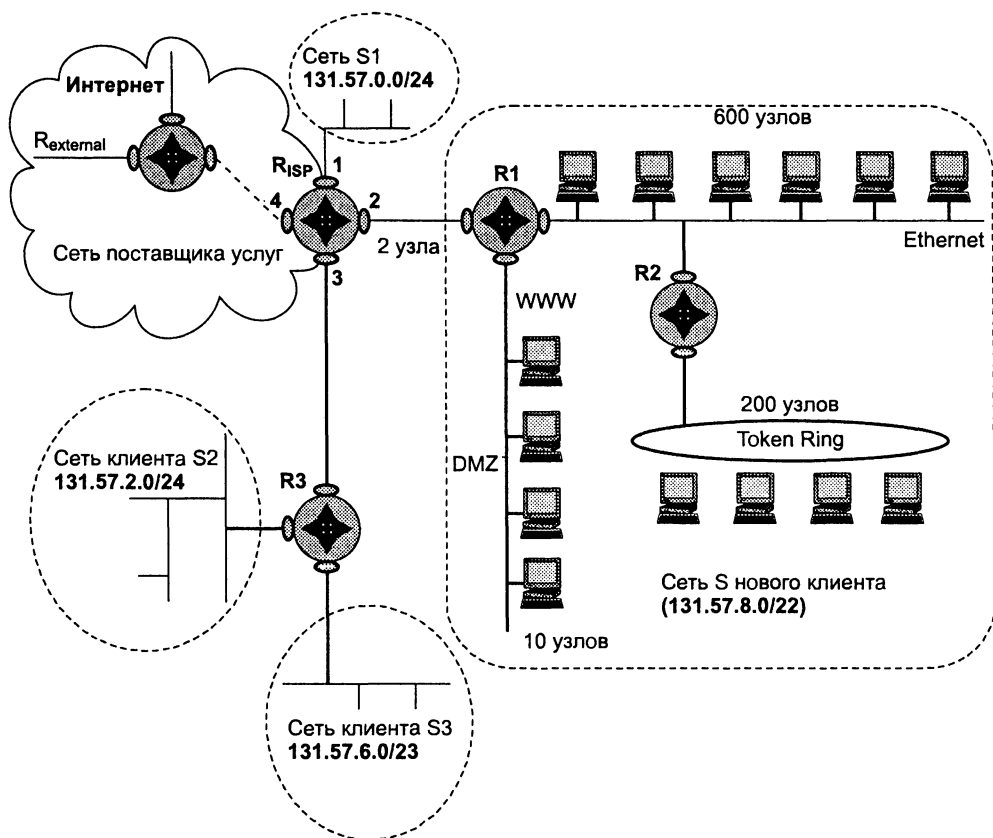 Сеть S1
131.57.0.0/24
Интернет
Rexternal
RISP
1
4
2
3
2 узла
Сеть поставщика услуг
R1
600 узлов
Ethernet
R2
WWW
200 узлов
Token Ring
DMZ
Сеть клиента S2
131.57.2.0/24
R3
Сеть S нового клиента
(131.57.8.0/22)
10 узлов
Сеть клиента S3
131.57.6.0/23